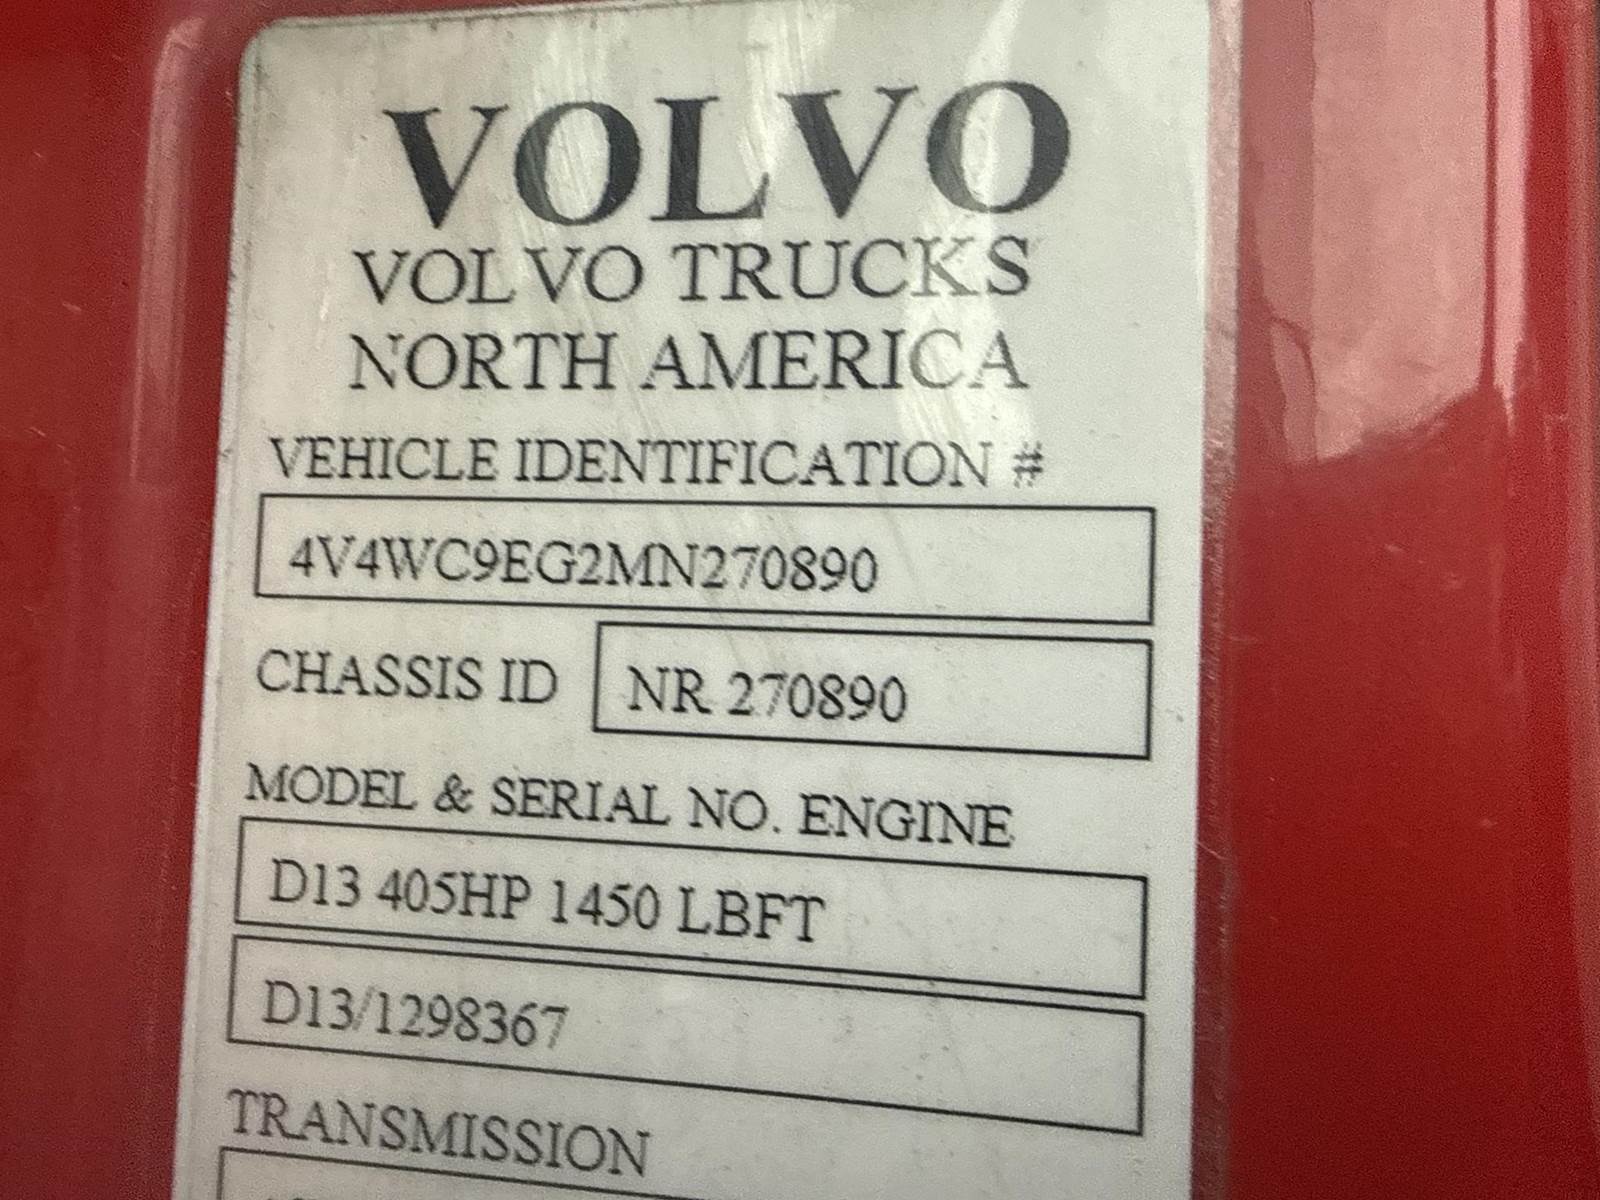 VOLVO
VOLVO TRUCKS
NORTH AMERICA
VEHICLE IDENTIFICATION #
4V4WC9EG2MN270890
CHASSIS ID NR 270890
MODEL & SERIAL NO. ENGINE
D13 405HP 1450 LBFT
D13/1298367
TRANSMISSION